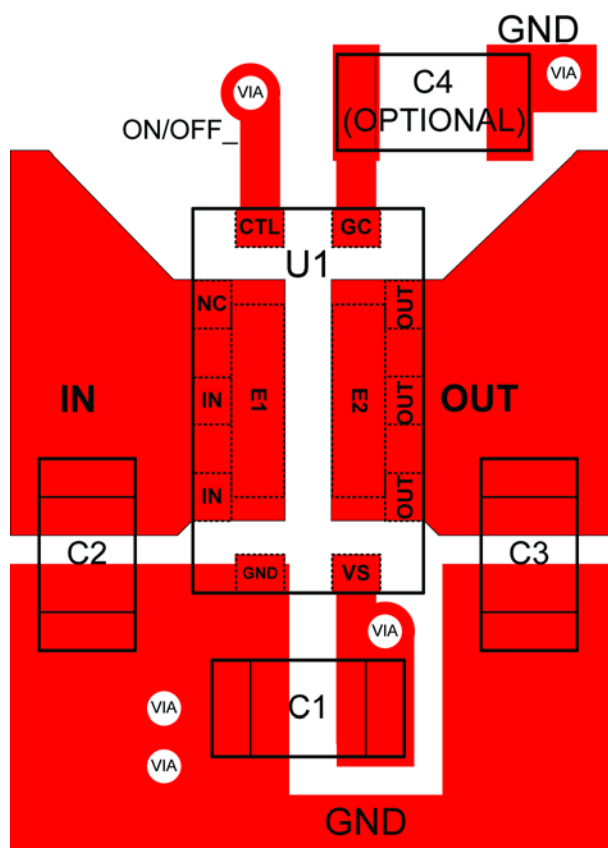 GND
VIA
C4
VIA
(OPTIONAL)
ON/OFF_
CTL
GC
U1
NC
OUT
IN
IN
E1
E2
OUT
OUT
IN
OUT
C2
C3
GND
VS
VIA
C1
VIA
VIA
GND